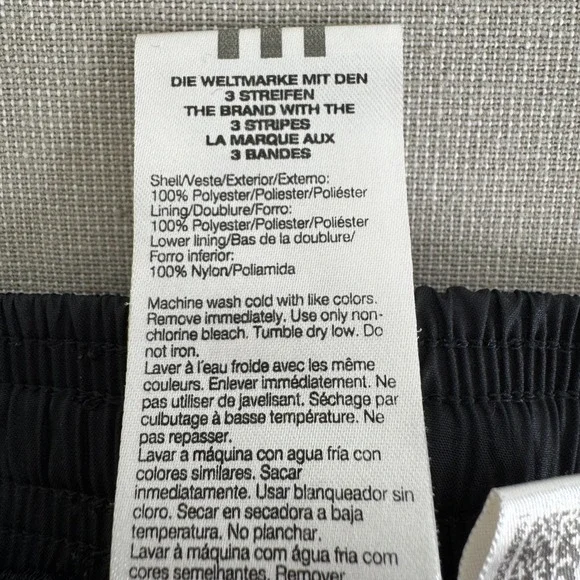 DIE WELTMARKE MIT DEN
3 STREIFEN
THE BRAND WITH THE
3 STRIPES
LA MARQUE AUX
3 BANDES
Shell/Veste/Exterior/Externo:
100% Polyester/Polyester/Poliéster
Lining/Doublure/Forro:
100% Polyester/Polyester/Poliéster
Lower lining/Bas de la doublure/
Forro inferior:
100% Nylon/Poliamida
Machine wash cold with like colors.
Remove immediately. Use only non-
chlorine bleach. Tumble dry low. Do
not iron.
Laver à l'eau froide avec les même
couleurs. Enlever immédiatement. Ne
pas utiliser de javelisant. Séchage par
culbutage à basse température. Ne
pas repasser.
Lavar a máquina con agua fría con
colores similares. Sacar
inmediatamente. Usar blanqueador sin
cloro. Secar en secadora a baja
temperatura. No planchar.
Lavar à máquina com água fria com
cores semelhantes. Remover